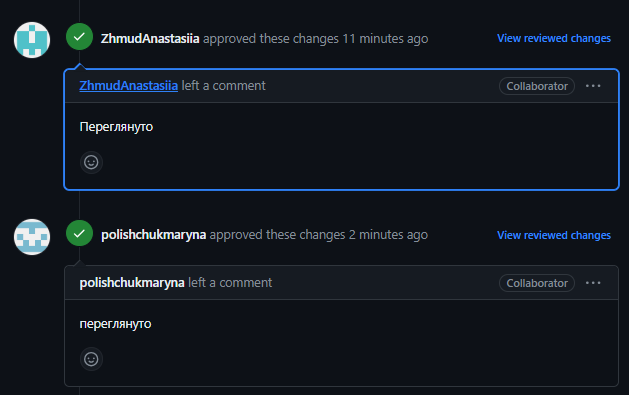 ZhmudAnastasiia approved these changes 11 minutes ago View reviewed changes
ZhmudAnastasiia left a comment Collaborator ...
Переглянуто
polishchukmaryna approved these changes 2 minutes ago View reviewed changes
polishchukmaryna left a comment Collaborator ...
переглянуто